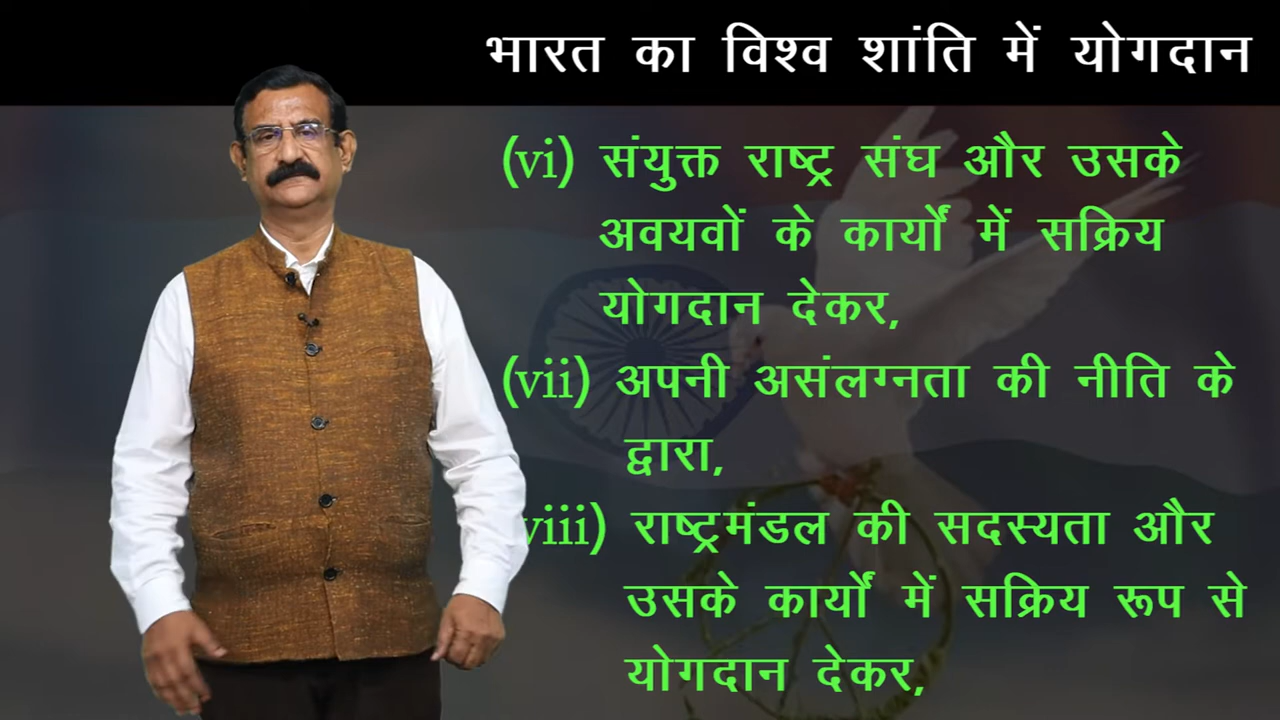 भारत का विश्व शांति में योगदान
(vi) संयुक्त राष्ट्र संघ और उसके
अवयवों के कार्यों में सक्रिय
योगदान देकर,
(vii) अपनी असंलग्नता की नीति के
द्वारा,
viii) राष्ट्रमंडल की सदस्यता और
उसके कार्यों में सक्रिय रूप से
योगदान देकर,